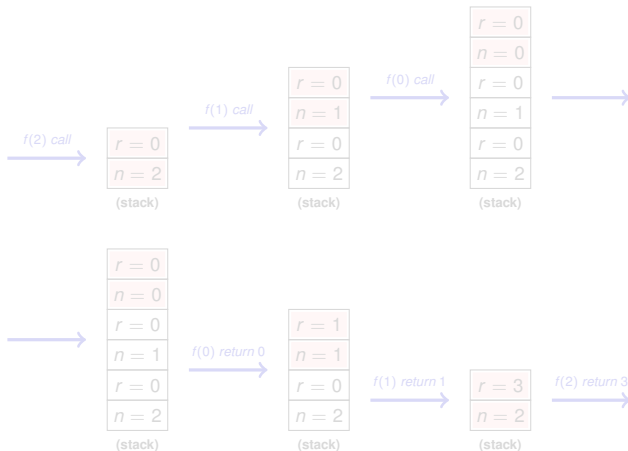 f(2) call
r = 0
n = 2
(stack)
f(1) call
r = 0
n = 1
r = 0
n = 2
(stack)
f(0) call
r = 0
n = 0
r = 0
n = 1
r = 0
n = 2
(stack)
r = 0
n = 0
r = 0
n = 1
r = 0
n = 2
(stack)
f(0) return 0
r = 1
n = 1
r = 0
n = 2
(stack)
f(1) return 1
r = 3
n = 2
(stack)
f(2) return 3